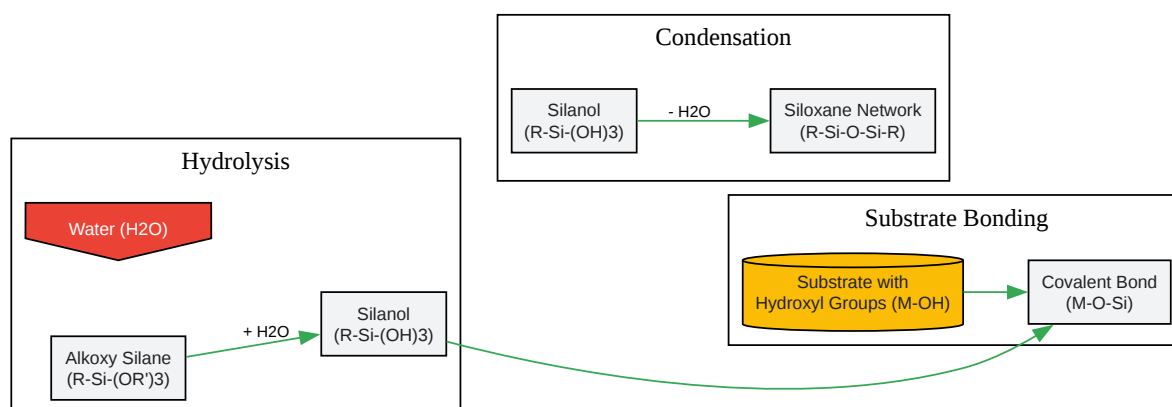 Condensation
Silanol
(R-Si-(OH)3)
- H2O
Siloxane Network
(R-Si-O-Si-R)
Hydrolysis
Water (H2O)
Alkoxy Silane
(R-Si-(OR')3)
+ H2O
Silanol
(R-Si-(OH)3)
Substrate Bonding
Substrate with
Hydroxyl Groups (M-OH)
Covalent Bond
(M-O-Si)